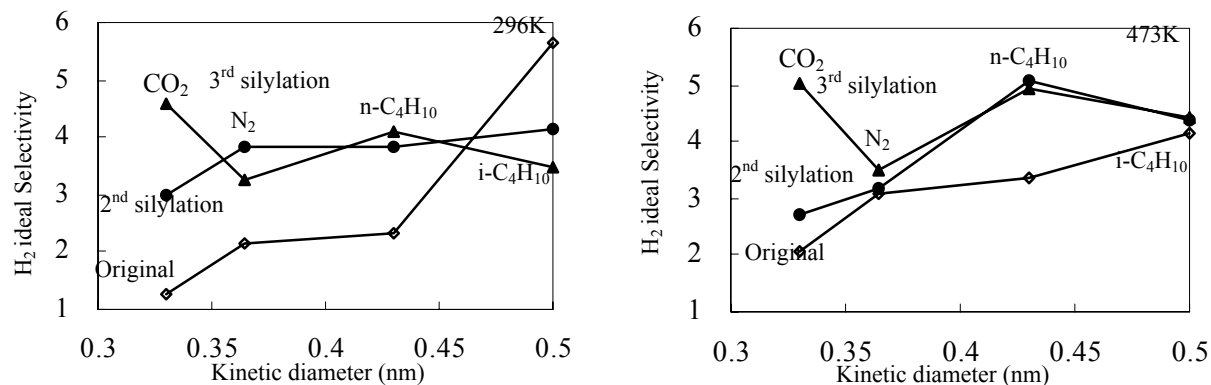 6
5
4
3
2
1
H₂ ideal Selectivity
296K
CO₂
3rd silylation
N₂
n-C₄H₁₀
i-C₄H₁₀
2nd silylation
Original
0.3 0.35 0.4 0.45 0.5
Kinetic diameter (nm)
6
5
4
3
2
1
H₂ ideal Selectivity
473K
CO₂
3rd silylation
n-C₄H₁₀
N₂
2nd silylation
i-C₄H₁₀
Original
0.3 0.35 0.4 0.45 0.5
Kinetic diameter (nm)